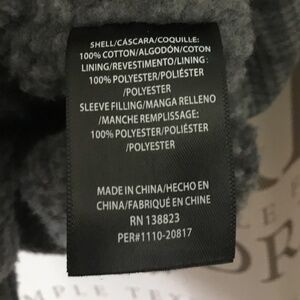 SHELL/CÁSCARA/COQUILLE:
100% COTTON/ALGODÓN/COTON
LINING/REVESTIMENTO/LINING:
100% POLYESTER/POLIÉSTER
/POLYESTER
SLEEVE FILLING/MANGA RELLENO
/MANCHE REMPLISSAGE:
100% POLYESTER/POLIÉSTER
/POLYESTER
MADE IN CHINA/HECHO EN
CHINA/FABRIQUÉ EN CHINE
RN 138823
PER#1110-20817